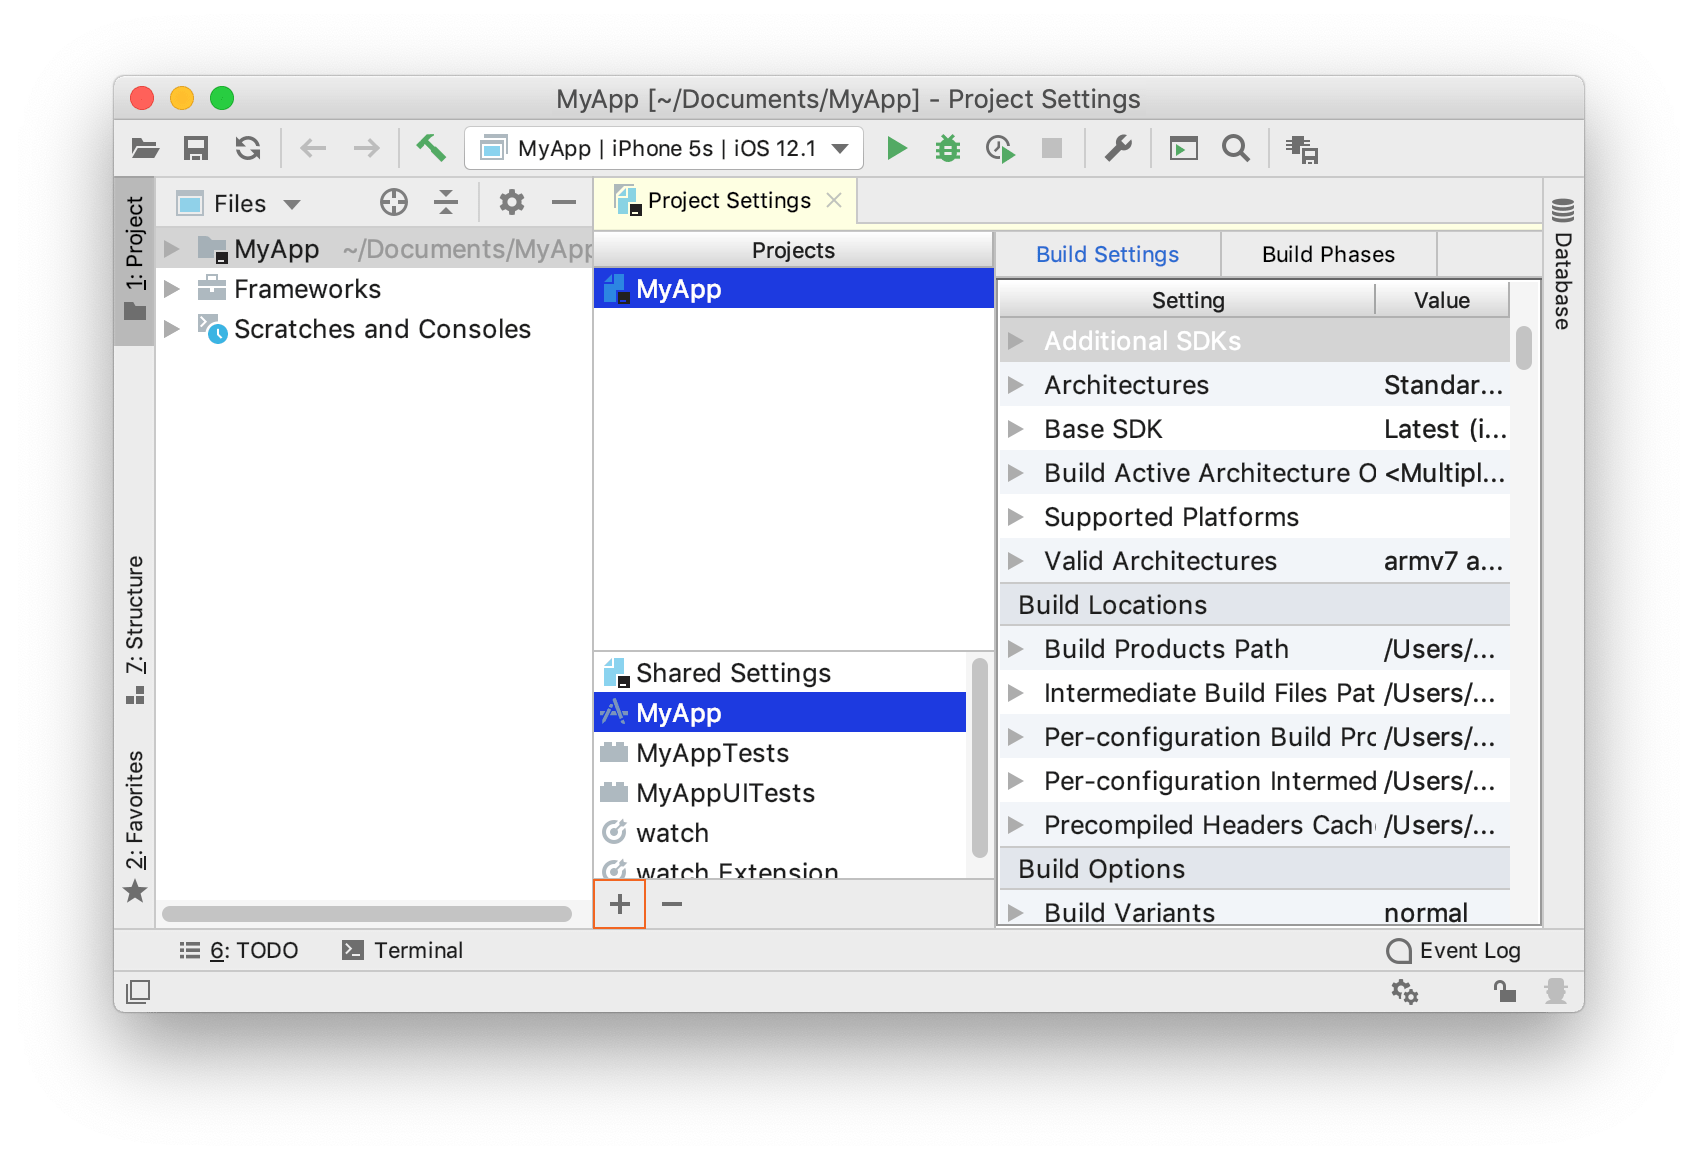 MyApp [~/Documents/MyApp] - Project Settings
MyApp | iPhone 5s | iOS 12.1
1: Project
7: Structure
2: Favorites
Files
MyApp ~/Documents/MyApp
Frameworks
Scratches and Consoles
Project Settings
Projects
MyApp
Shared Settings
MyApp
MyAppTests
MyAppUITests
watch
watch Extension
Build Settings
Build Phases
Setting Value
Additional SDKs
Architectures Standar...
Base SDK Latest (i...
Build Active Architecture O <Multipl...
Supported Platforms
Valid Architectures armv7 a...
Build Locations
Build Products Path /Users/...
Intermediate Build Files Pat /Users/...
Per-configuration Build Prc /Users/...
Per-configuration Intermed /Users/...
Precompiled Headers Cach /Users/...
Build Options
Build Variants normal
Database
6: TODO
Terminal
Event Log